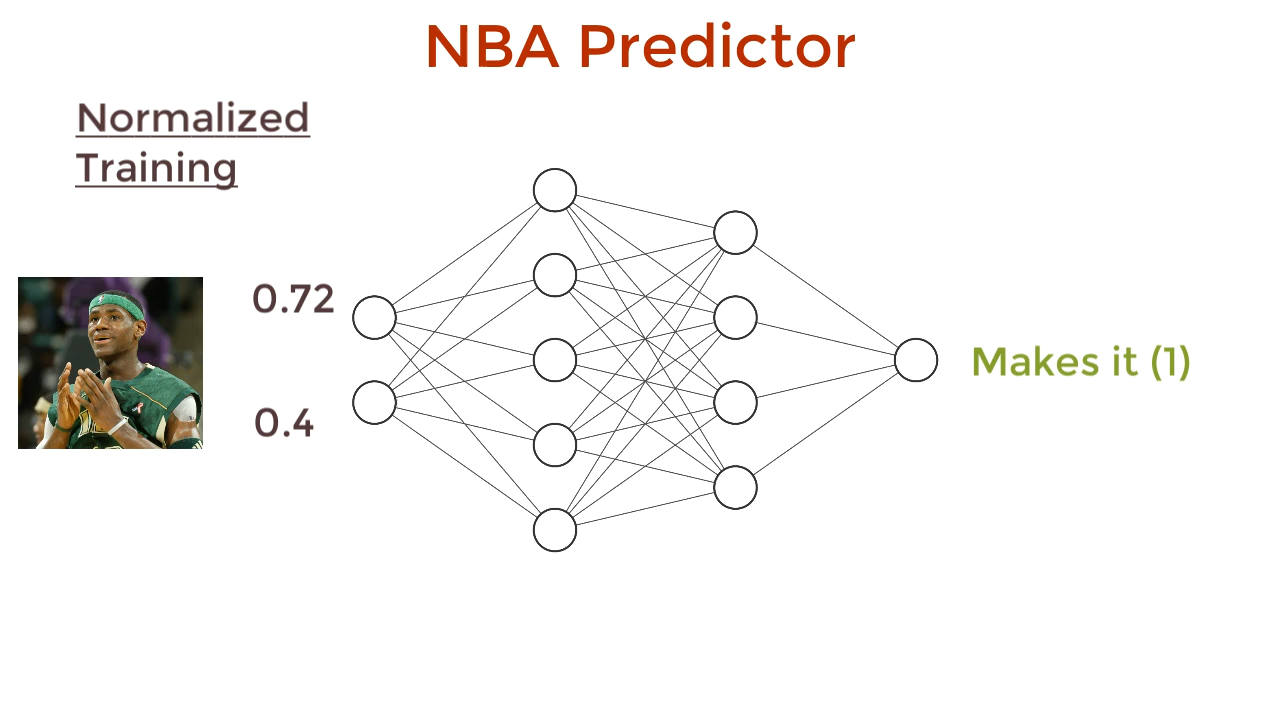 NBA Predictor
Normalized
Training
0.72
0.4
Makes it (1)